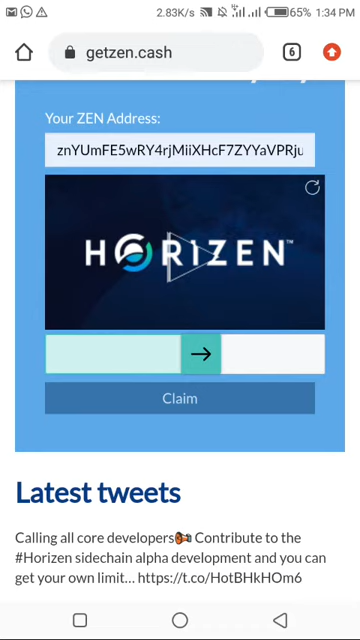 2.83K/s 65% 1:34 PM
getzen.cash 6
Your ZEN Address:
znYUmFE5wRY4rjMiiXHcF7ZYYaVPRju
HORIZEN™
Claim
Latest tweets
Calling all core developers Contribute to the
#Horizen sidechain alpha development and you can
get your own limit... https://t.co/HotBHkHOm6